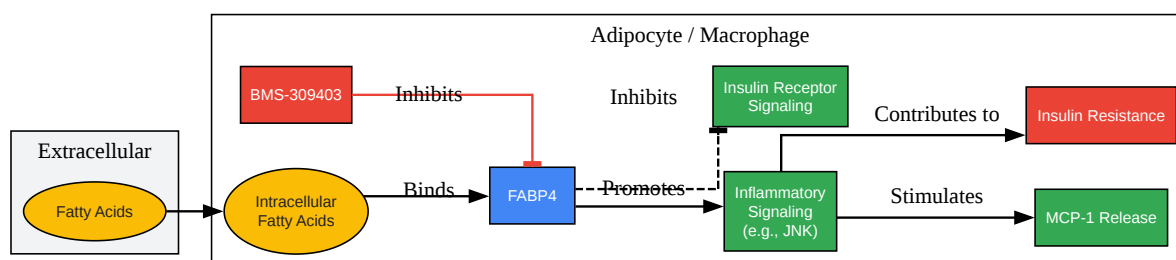 Adipocyte / Macrophage
BMS-309403
Inhibits
Inhibits
Insulin Receptor
Signaling
Contributes to
Insulin Resistance
Extracellular
Fatty Acids
Intracellular
Fatty Acids
Binds
FABP4
Promotes
Inflammatory
Signaling
(e.g., JNK)
Stimulates
MCP-1 Release